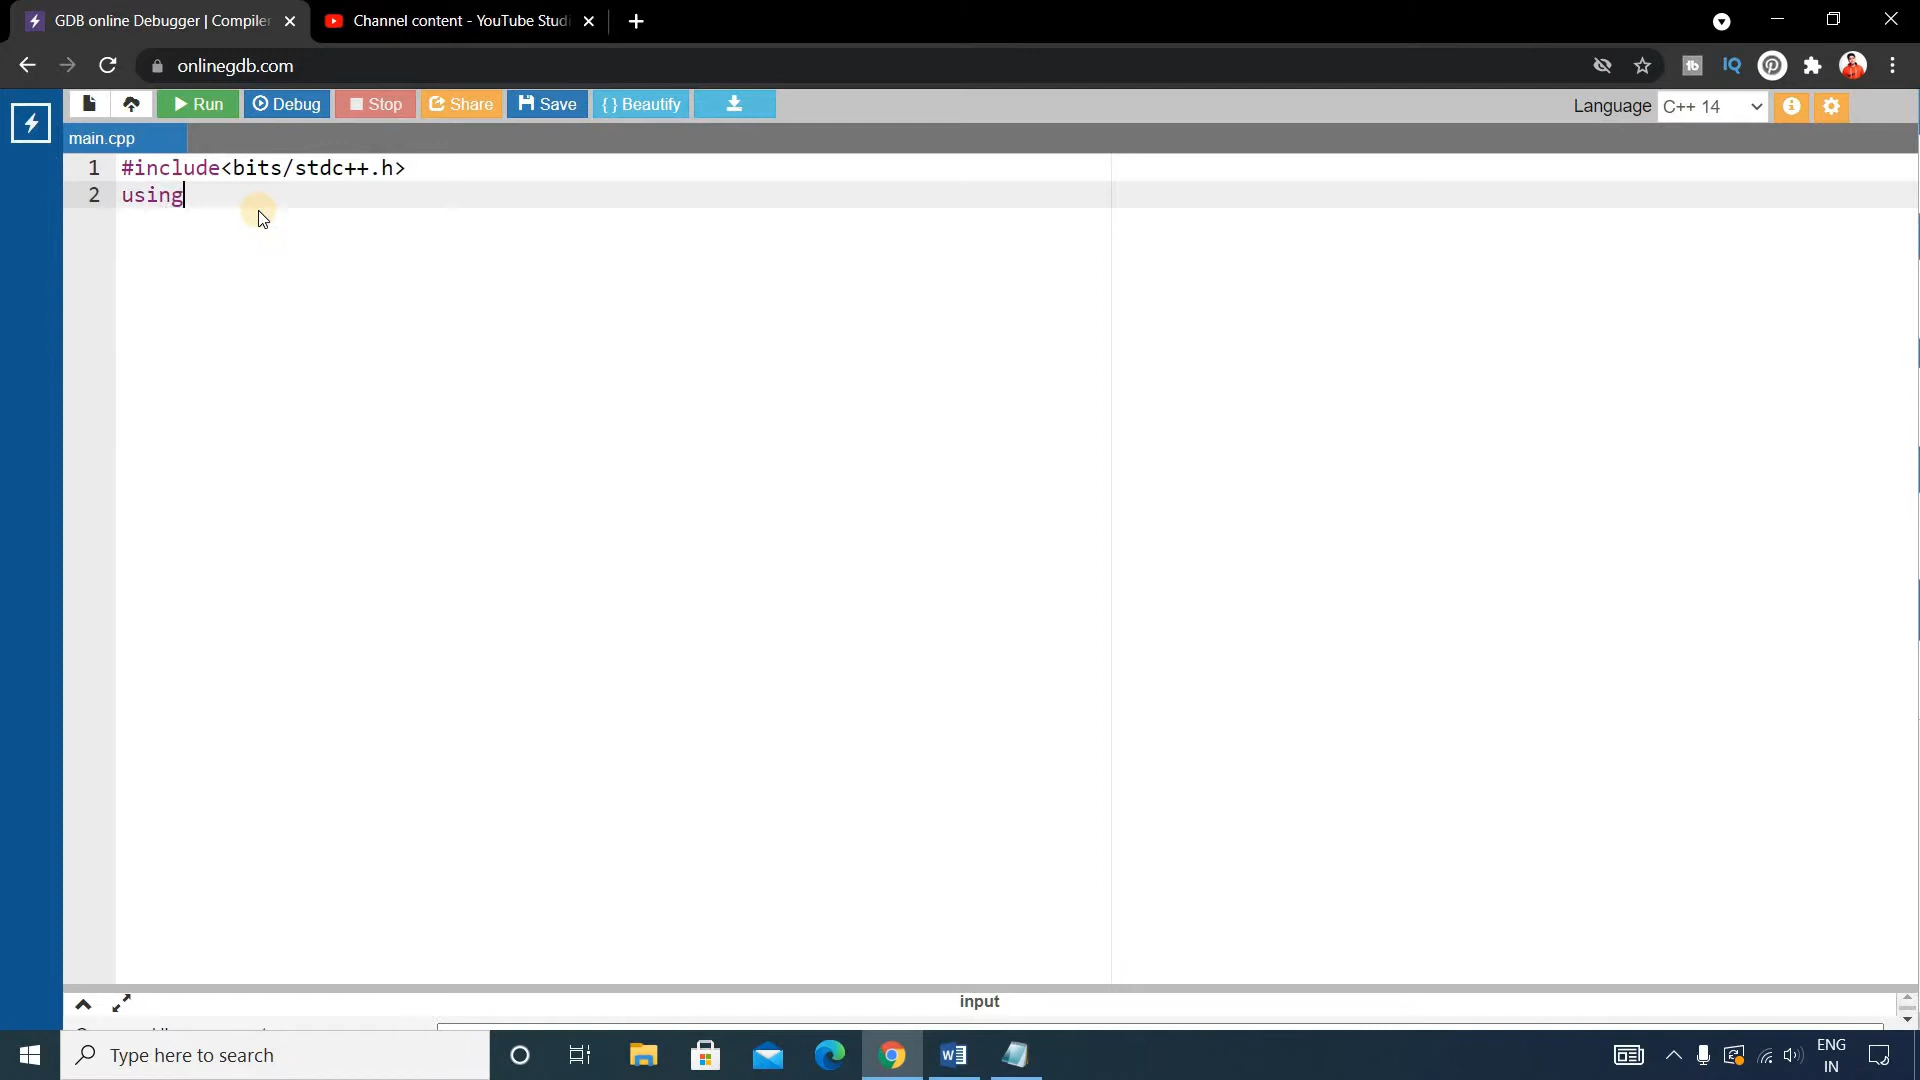 GDB online Debugger | Compiler
Channel content - YouTube Studi
onlinegdb.com
Run
Debug
Stop
Share
Save
{ } Beautify
Language
C++ 14
main.cpp
1 #include<bits/stdc++.h>
2 using
input
Type here to search
ENG
IN